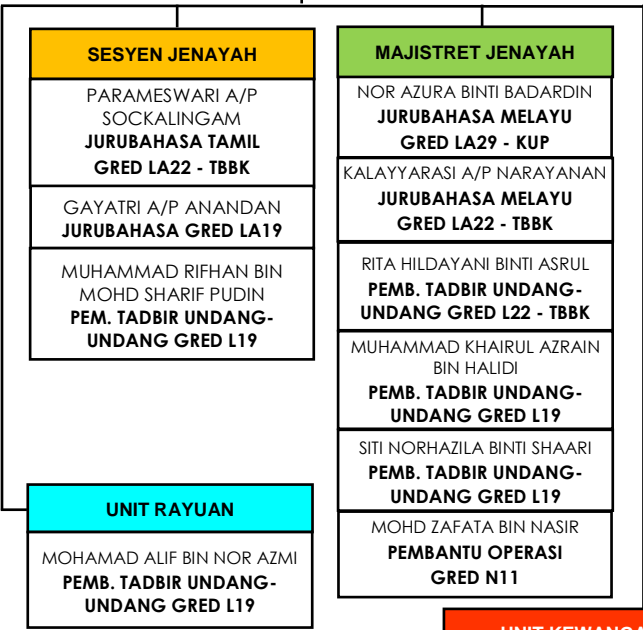 SESYEN JENAYAH
PARAMESWARI A/P
SOCKALINGAM
JURUBAHASA TAMIL
GRED LA22 - TBBK
GAYATRI A/P ANANDAN
JURUBAHASA GRED LA19
MUHAMMAD RIFHAN BIN
MOHD SHARIF PUDIN
PEM. TADBIR UNDANG-
UNDANG GRED L19
UNIT RAYUAN
MOHAMAD ALIF BIN NOR AZMI
PEMB. TADBIR UNDANG-
UNDANG GRED L19
MAJISTRET JENAYAH
NOR AZURA BINTI BADARDIN
JURUBAHASA MELAYU
GRED LA29 - KUP
KALAYYARASI A/P NARAYANAN
JURUBAHASA MELAYU
GRED LA22 - TBBK
RITA HILDAYANI BINTI ASRUL
PEMB. TADBIR UNDANG-
UNDANG GRED L22 - TBBK
MUHAMMAD KHAIRUL AZRAIN
BIN HALIDI
PEMB. TADBIR UNDANG-
UNDANG GRED L19
SITI NORHAZILA BINTI SHAARI
PEMB. TADBIR UNDANG-
UNDANG GRED L19
MOHD ZAFATA BIN NASIR
PEMBANTU OPERASI
GRED N11
UNIT